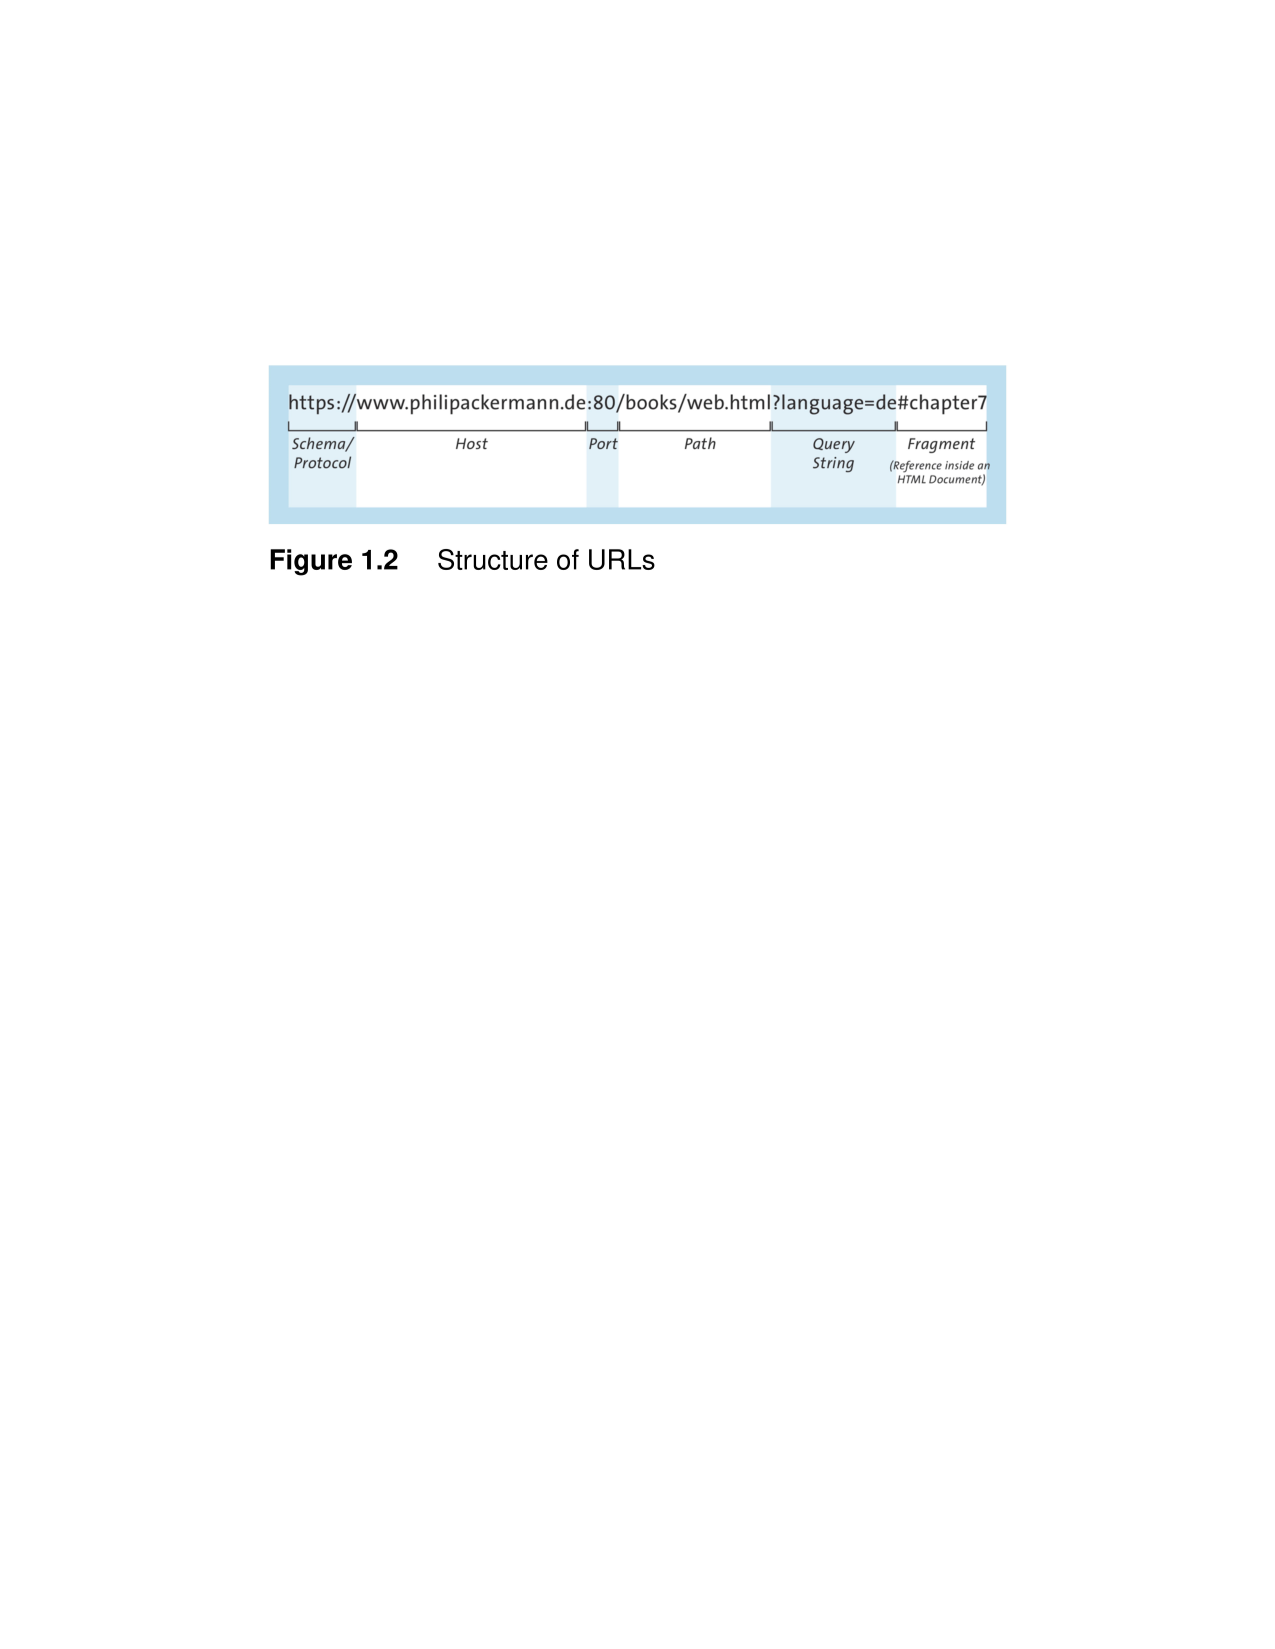 https://www.philipackermann.de:80/books/web.html?language=de#chapter7
Schema/ Host Port Path Query Fragment
Protocol String (Reference inside an
HTML Document)
Figure 1.2 Structure of URLs